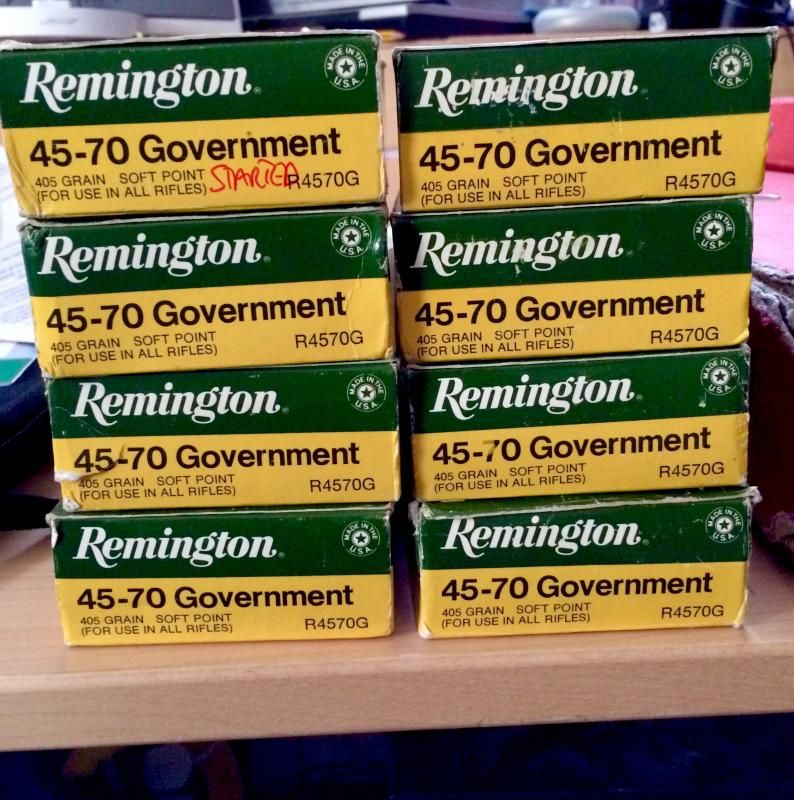 Remington®
MADE IN THE U.S.A.
45-70 Government
405 GRAIN SOFT POINT
(FOR USE IN ALL RIFLES)
STARTED
R4570G
Remington
MADE IN THE U.S.A.
45-70 Government
405 GRAIN SOFT POINT
(FOR USE IN ALL RIFLES)
R4570G
Remington®
MADE IN THE U.S.A.
45-70 Government
405 GRAIN SOFT POINT
(FOR USE IN ALL RIFLES)
R4570G
Remington®
MADE IN THE U.S.A.
45-70 Government
405 GRAIN SOFT POINT
(FOR USE IN ALL RIFLES)
R4570G
Remington®
MADE IN THE U.S.A.
45-70 Government
405 GRAIN SOFT POINT
(FOR USE IN ALL RIFLES)
R4570G
Remington®
MADE IN THE U.S.A.
45-70 Government
405 GRAIN SOFT POINT
(FOR USE IN ALL RIFLES)
R4570G
Remington®
MADE IN THE U.S.A.
45-70 Government
405 GRAIN SOFT POINT
(FOR USE IN ALL RIFLES)
R4570G
Remington®
MADE IN THE U.S.A.
45-70 Government
405 GRAIN SOFT POINT
(FOR USE IN ALL RIFLES)
R4570G